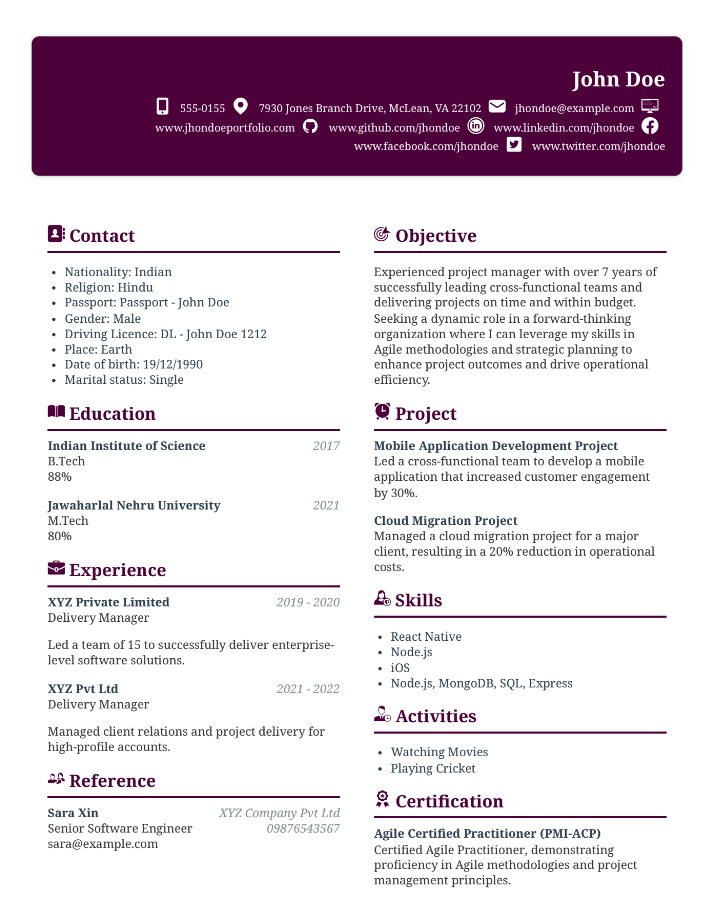 John Doe
555-0155 7930 Jones Branch Drive, McLean, VA 22102 jhondoe@example.com
www.jhondoeportfolio.com www.github.com/jhondoe www.linkedin.com/jhondoe
www.facebook.com/jhondoe www.twitter.com/jhondoe
Contact
• Nationality: Indian
• Religion: Hindu
• Passport: Passport - John Doe
• Gender: Male
• Driving Licence: DL - John Doe 1212
• Place: Earth
• Date of birth: 19/12/1990
• Marital status: Single
Education
Indian Institute of Science 2017
B.Tech
88%
Jawaharlal Nehru University 2021
M.Tech
80%
Experience
XYZ Private Limited 2019 - 2020
Delivery Manager
Led a team of 15 to successfully deliver enterprise-
level software solutions.
XYZ Pvt Ltd 2021 - 2022
Delivery Manager
Managed client relations and project delivery for
high-profile accounts.
Reference
Sara Xin XYZ Company Pvt Ltd
Senior Software Engineer 09876543567
sara@example.com
Objective
Experienced project manager with over 7 years of
successfully leading cross-functional teams and
delivering projects on time and within budget.
Seeking a dynamic role in a forward-thinking
organization where I can leverage my skills in
Agile methodologies and strategic planning to
enhance project outcomes and drive operational
efficiency.
Project
Mobile Application Development Project
Led a cross-functional team to develop a mobile
application that increased customer engagement
by 30%.
Cloud Migration Project
Managed a cloud migration project for a major
client, resulting in a 20% reduction in operational
costs.
Skills
• React Native
• Node.js
• iOS
• Node.js, MongoDB, SQL, Express
Activities
• Watching Movies
• Playing Cricket
Certification
Agile Certified Practitioner (PMI-ACP)
Certified Agile Practitioner, demonstrating
proficiency in Agile methodologies and project
management principles.